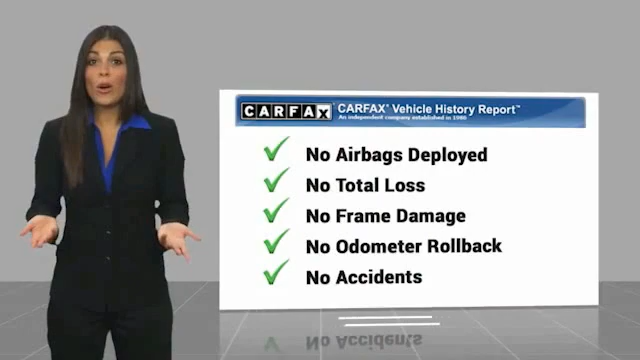 CARFAX CARFAX® Vehicle History Report™
An independent company established in 1986
No Airbags Deployed
No Total Loss
No Frame Damage
No Odometer Rollback
No Accidents